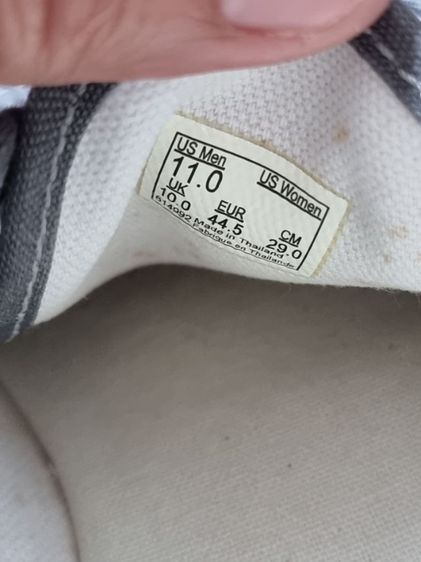 US Men US Women
11.0
UK EUR CM
10.0 44.5 29.0
514092 Made in Thailand
Fabriqué en Thaïlande